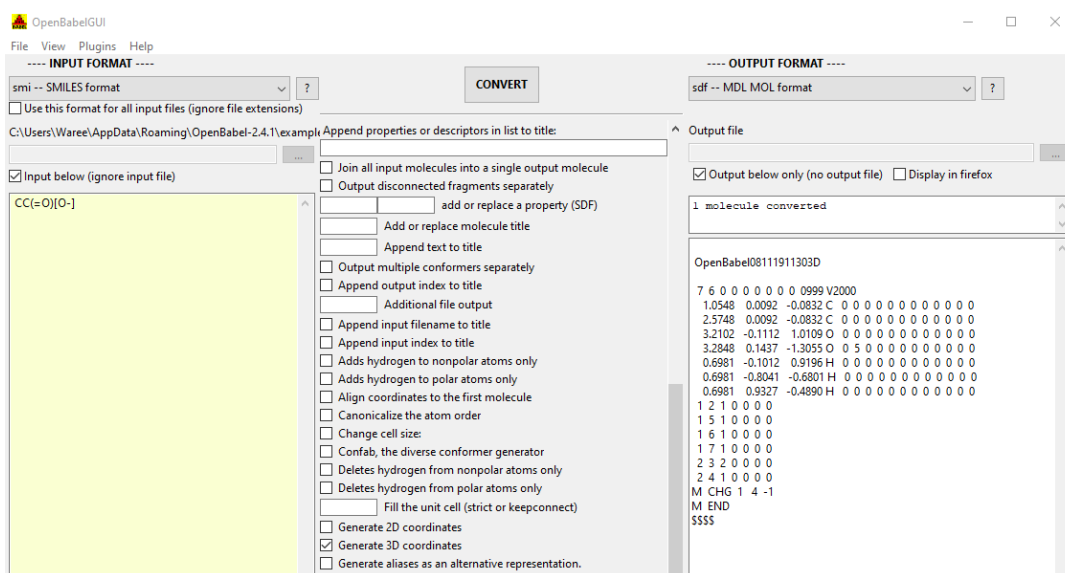 OpenBabelGUI
File View Plugins Help
---- INPUT FORMAT ----
smi -- SMILES format
?
Use this format for all input files (ignore file extensions)
C:\Users\Waree\AppData\Roaming\OpenBabel-2.4.1\example
...
Input below (ignore input file)
CC(=O)[O-]
CONVERT
Append properties or descriptors in list to title:
Join all input molecules into a single output molecule
Output disconnected fragments separately
add or replace a property (SDF)
Add or replace molecule title
Append text to title
Output multiple conformers separately
Append output index to title
Additional file output
Append input filename to title
Append input index to title
Adds hydrogen to nonpolar atoms only
Adds hydrogen to polar atoms only
Align coordinates to the first molecule
Canonicalize the atom order
Change cell size:
Confab, the diverse conformer generator
Deletes hydrogen from nonpolar atoms only
Deletes hydrogen from polar atoms only
Fill the unit cell (strict or keepconnect)
Generate 2D coordinates
Generate 3D coordinates
Generate aliases as an alternative representation.
---- OUTPUT FORMAT ----
sdf -- MDL MOL format
?
Output file
...
Output below only (no output file) Display in firefox
1 molecule converted
OpenBabel08111911303D
7 6 0 0 0 0 0 0 0 0999 V2000
1.0548 0.0092 -0.0832 C 0 0 0 0 0 0 0 0 0 0 0 0
2.5748 0.0092 -0.0832 C 0 0 0 0 0 0 0 0 0 0 0 0
3.2102 -0.1112 1.0109 O 0 0 0 0 0 0 0 0 0 0 0 0
3.2848 0.1437 -1.3055 O 0 5 0 0 0 0 0 0 0 0 0 0
0.6981 -0.1012 0.9196 H 0 0 0 0 0 0 0 0 0 0 0 0
0.6981 -0.8041 -0.6801 H 0 0 0 0 0 0 0 0 0 0 0 0
0.6981 0.9327 -0.4890 H 0 0 0 0 0 0 0 0 0 0 0 0
1 2 1 0 0 0 0
1 5 1 0 0 0 0
1 6 1 0 0 0 0
1 7 1 0 0 0 0
2 3 2 0 0 0 0
2 4 1 0 0 0 0
M CHG 1 4 -1
M END
$$$$